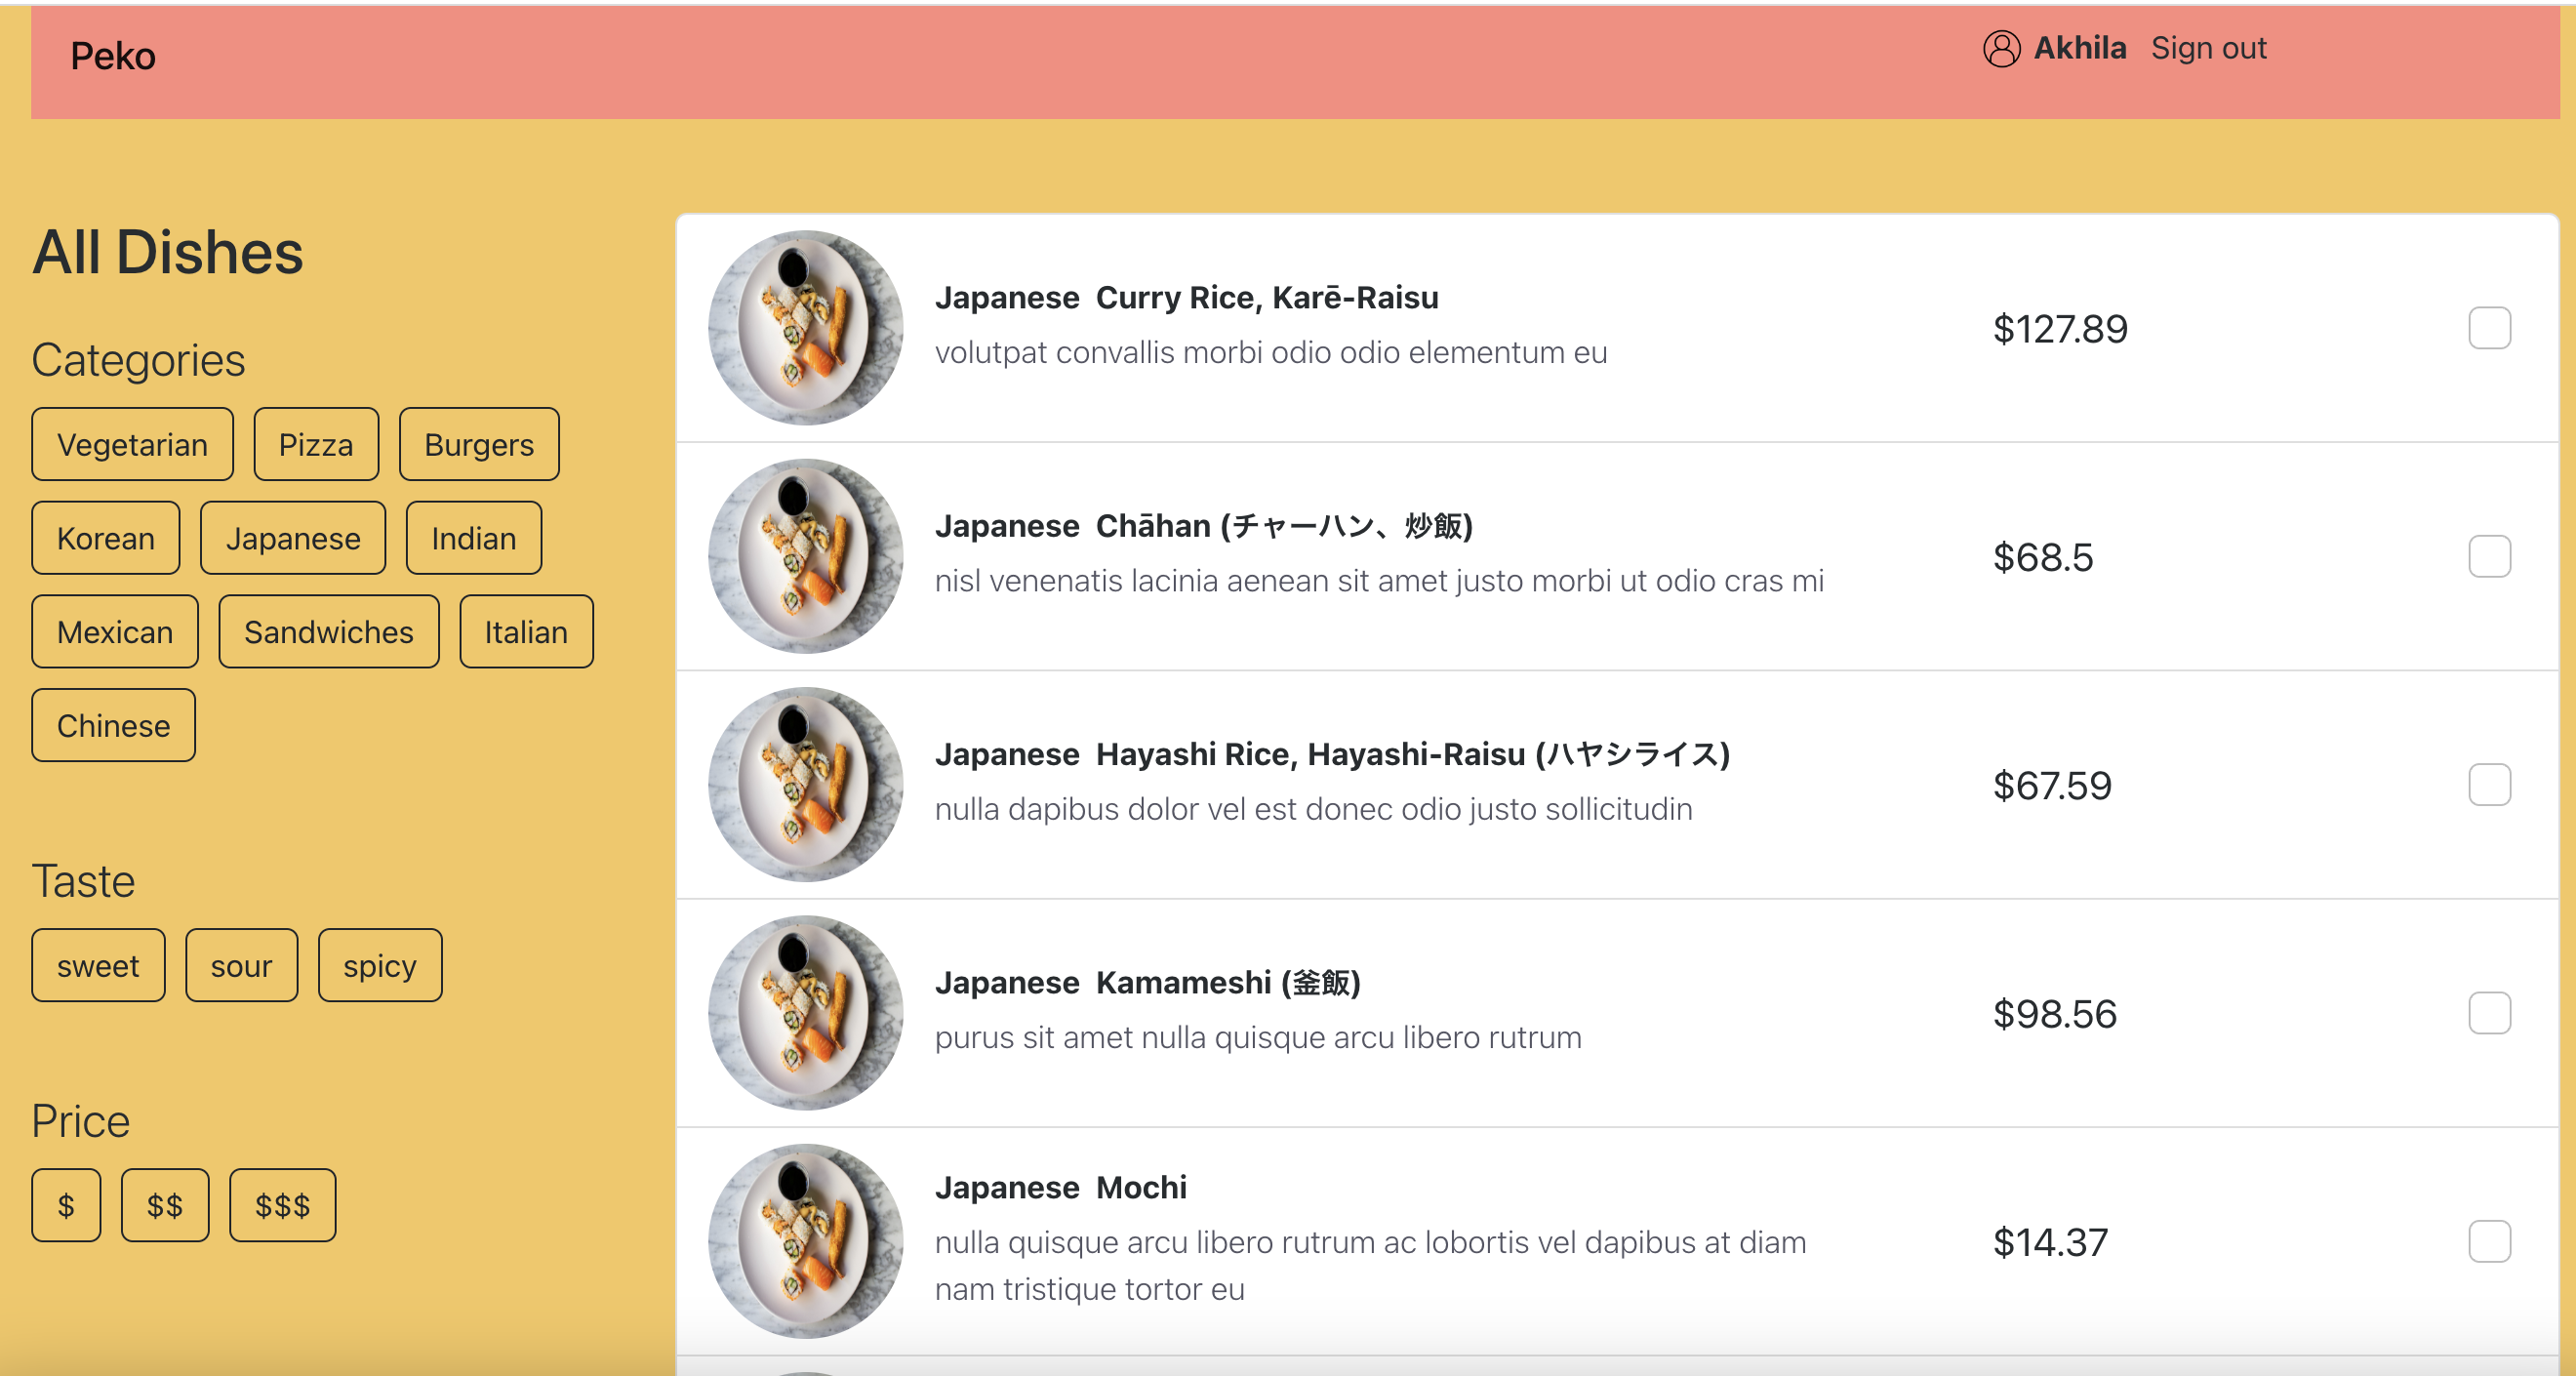 Peko
Akhila Sign out
All Dishes
Categories
Vegetarian Pizza Burgers
Korean Japanese Indian
Mexican Sandwiches Italian
Chinese
Taste
sweet sour spicy
Price
$ $$ $$$
Japanese Curry Rice, Karē-Raisu
volutpat convallis morbi odio odio elementum eu
$127.89
Japanese Chāhan (チャーハン、炒飯)
nisl venenatis lacinia aenean sit amet justo morbi ut odio cras mi
$68.5
Japanese Hayashi Rice, Hayashi-Raisu (ハヤシライス)
nulla dapibus dolor vel est donec odio justo sollicitudin
$67.59
Japanese Kamameshi (釜飯)
purus sit amet nulla quisque arcu libero rutrum
$98.56
Japanese Mochi
nulla quisque arcu libero rutrum ac lobortis vel dapibus at diam
nam tristique tortor eu
$14.37